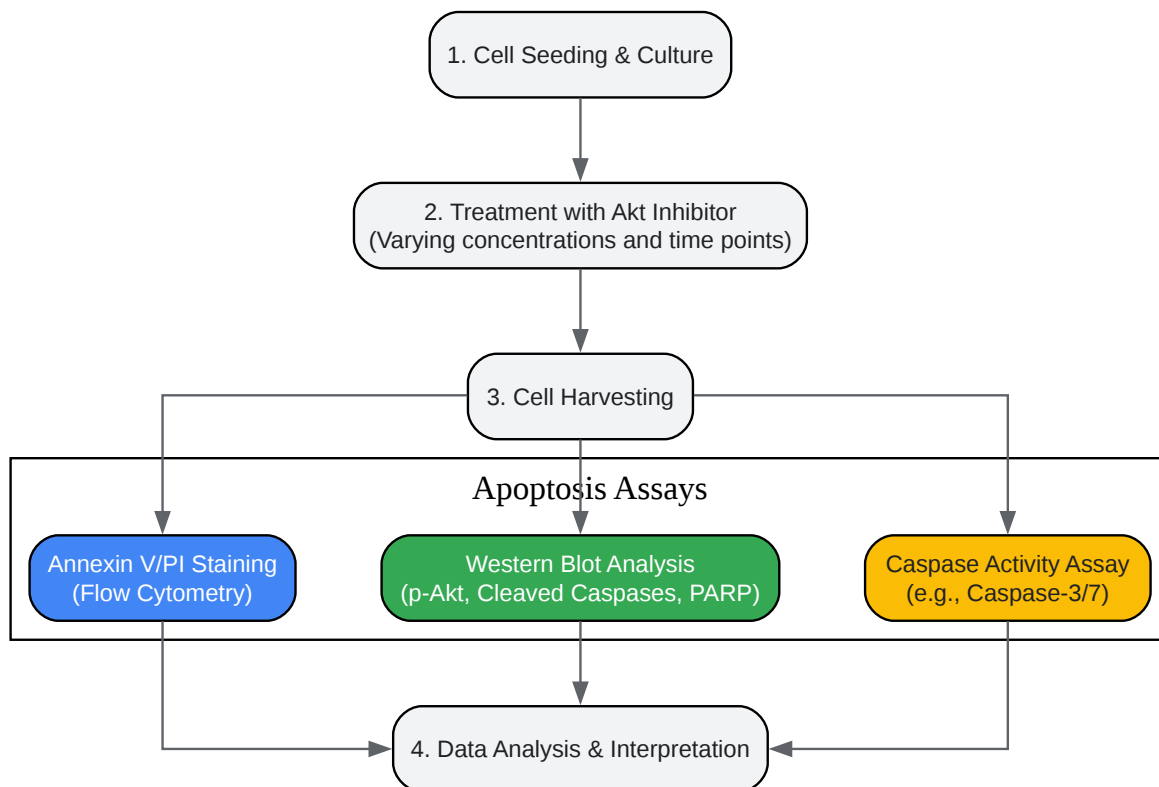 1. Cell Seeding & Culture
2. Treatment with Akt Inhibitor
(Varying concentrations and time points)
3. Cell Harvesting
Apoptosis Assays
Annexin V/PI Staining
(Flow Cytometry)
Western Blot Analysis
(p-Akt, Cleaved Caspases, PARP)
Caspase Activity Assay
(e.g., Caspase-3/7)
4. Data Analysis & Interpretation